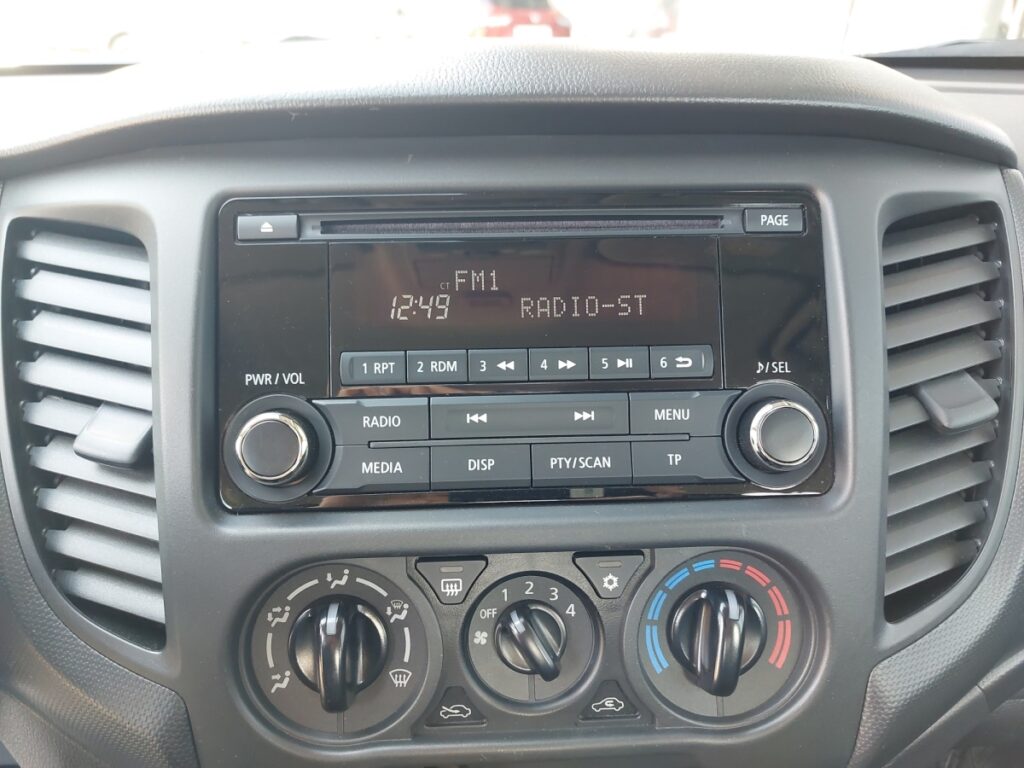 PAGE
CT FM1
12:49 RADIO-ST
1 RPT 2 RDM 3 4 5 6
PWR / VOL
/SEL
RADIO MENU
MEDIA DISP PTY/SCAN TP
OFF 1 2 3 4